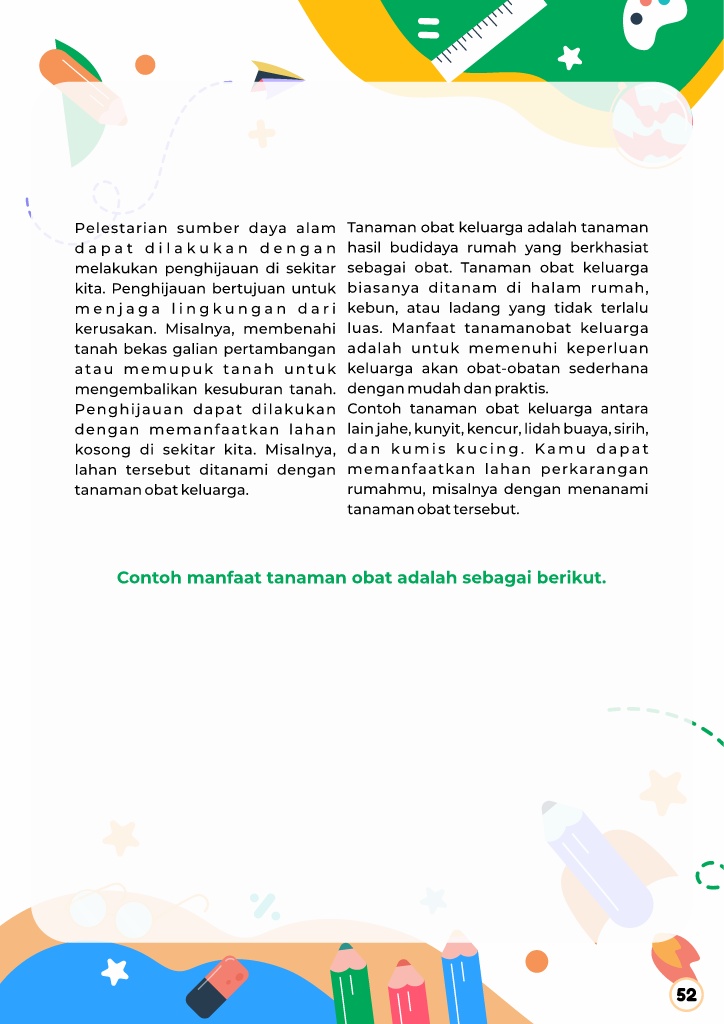 Pelestarian sumber daya alam
dapat dilakukan dengan
melakukan penghijauan di sekitar
kita. Penghijauan bertujuan untuk
menjaga lingkungan dari
kerusakan. Misalnya, membenahi
tanah bekas galian pertambangan
atau memupuk tanah untuk
mengembalikan kesuburan tanah.
Penghijauan dapat dilakukan
dengan memanfaatkan lahan
kosong di sekitar kita. Misalnya,
lahan tersebut ditanami dengan
tanaman obat keluarga.
Tanaman obat keluarga adalah tanaman
hasil budidaya rumah yang berkhasiat
sebagai obat. Tanaman obat keluarga
biasanya ditanam di halam rumah,
kebun, atau ladang yang tidak terlalu
luas. Manfaat tanamanobat keluarga
adalah untuk memenuhi keperluan
keluarga akan obat-obatan sederhana
dengan mudah dan praktis.
Contoh tanaman obat keluarga antara
lain jahe, kunyit, kencur, lidah buaya, sirih,
dan kumis kucing. Kamu dapat
memanfaatkan lahan perkarangan
rumahmu, misalnya dengan menanami
tanaman obat tersebut.
Contoh manfaat tanaman obat adalah sebagai berikut.
52